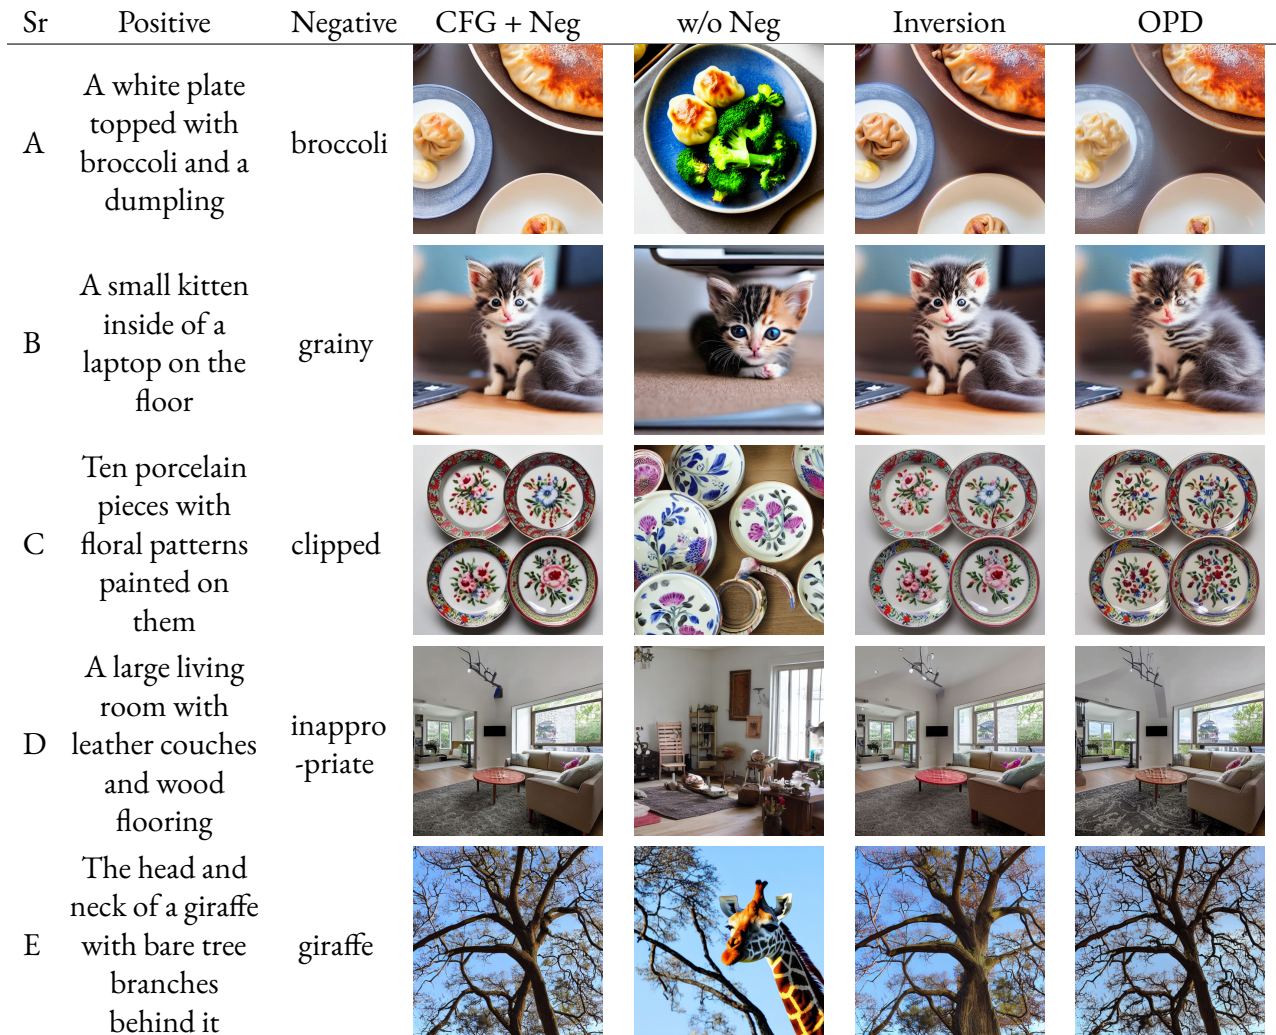 Sr Positive Negative CFG + Neg w/o Neg Inversion OPD
A
A white plate
topped with
broccoli and a
dumpling
broccoli
B
A small kitten
inside of a
laptop on the
floor
grainy
C
Ten porcelain
pieces with
floral patterns
painted on
them
clipped
D
A large living
room with
leather couches
and wood
flooring
inappro
-priate
E
The head and
neck of a giraffe
with bare tree
branches
behind it
giraffe